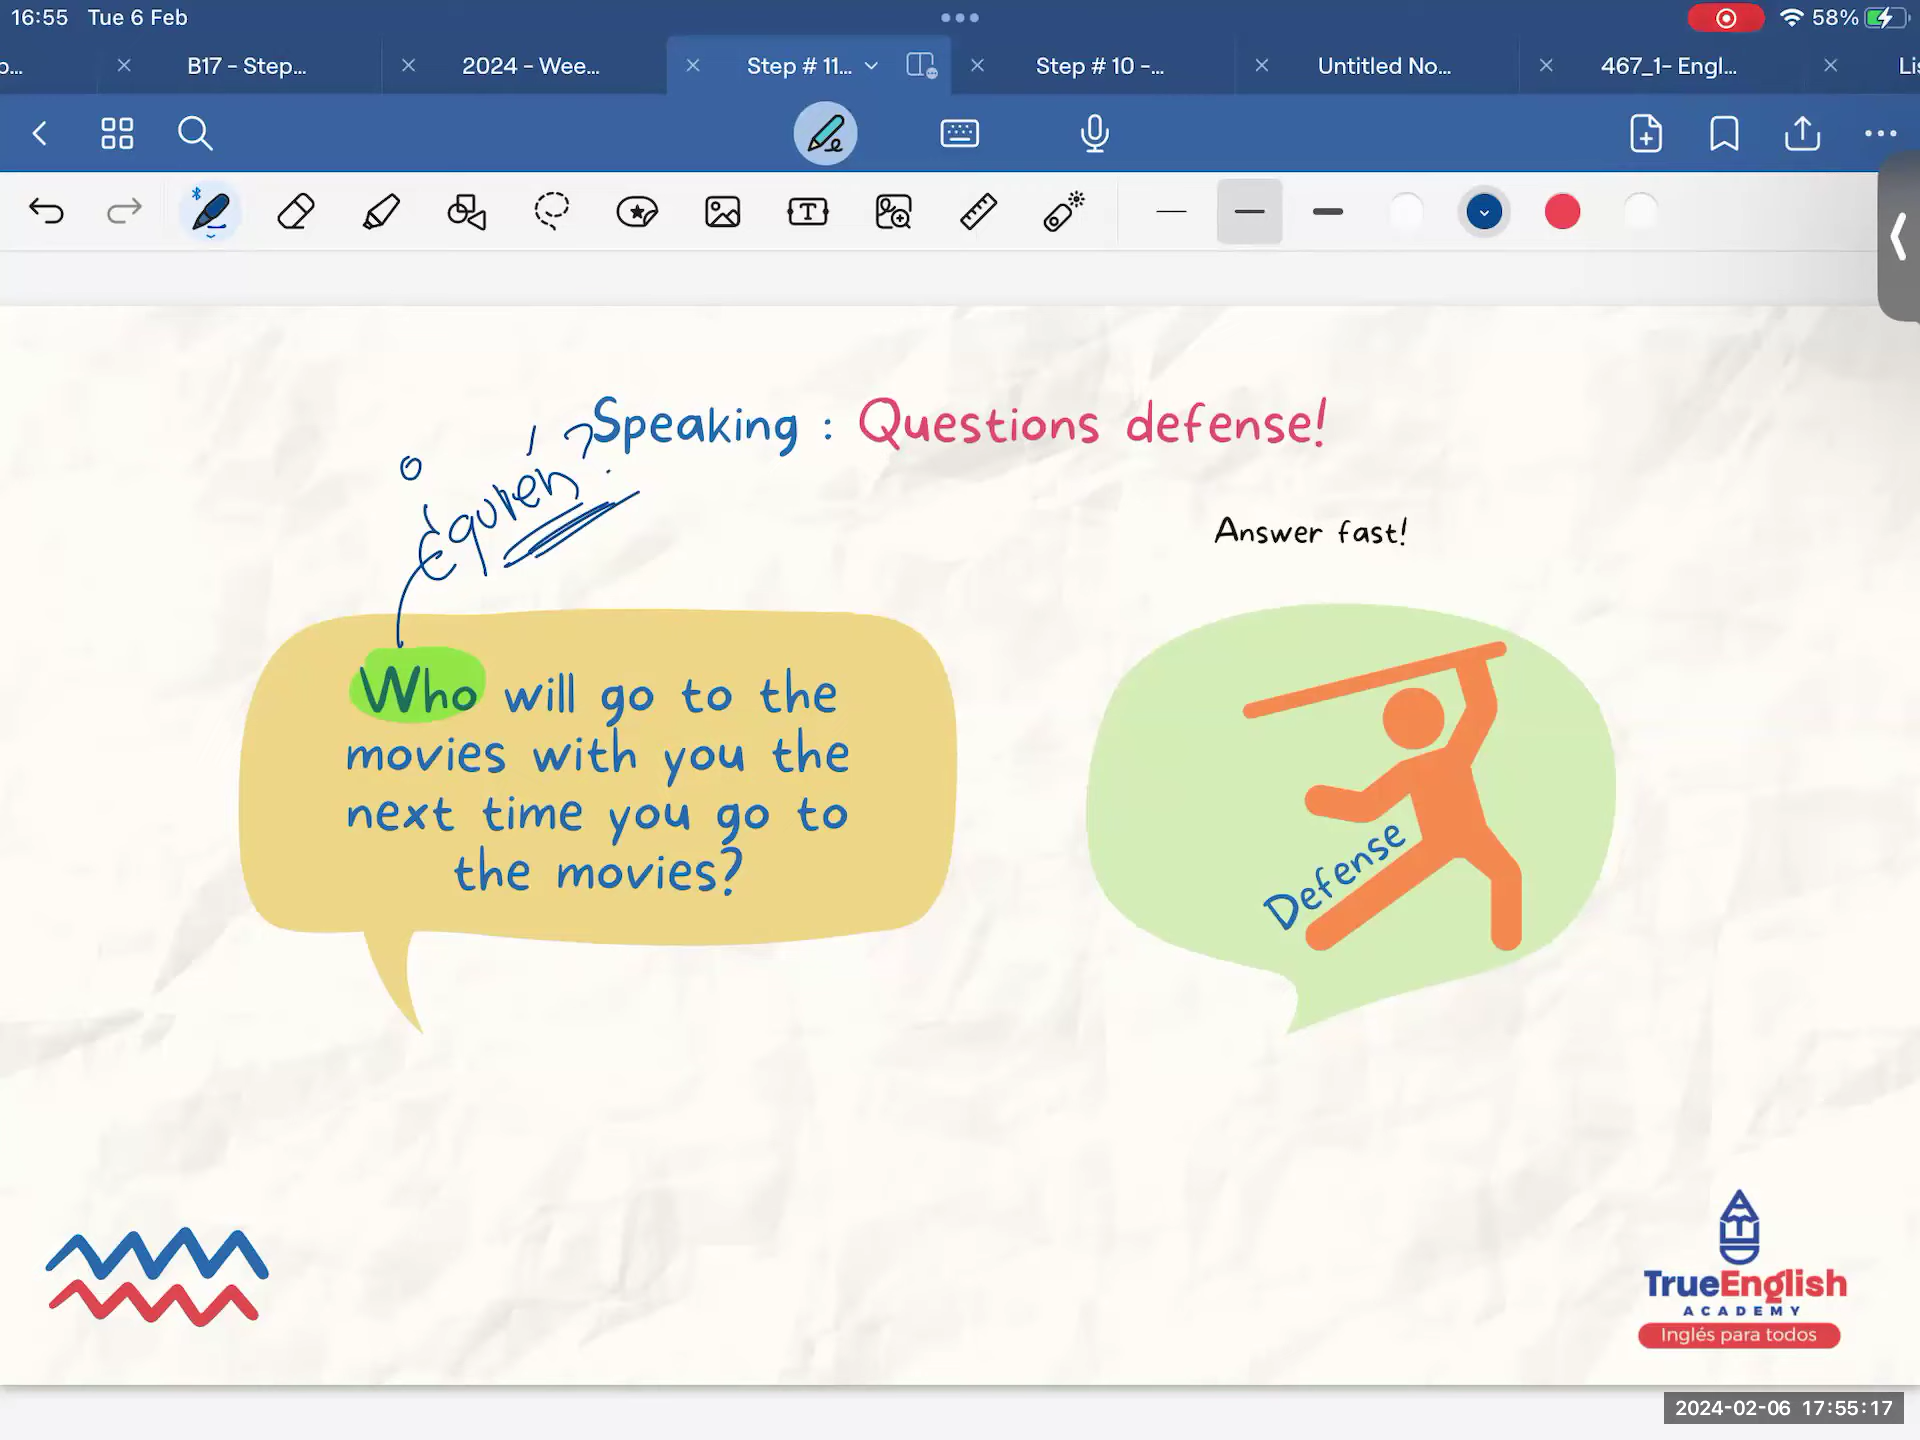 16:55 Tue 6 Feb
58%
B17 - Step...
2024 - Wee...
Step # 11...
Step # 10 -...
Untitled No...
467_1- Engl...
Speaking : Questions defense!
¿quién?
Answer fast!
Who will go to the
movies with you the
next time you go to
the movies?
Defense
TrueEnglish
ACADEMY
Inglés para todos
2024-02-06 17:55:17